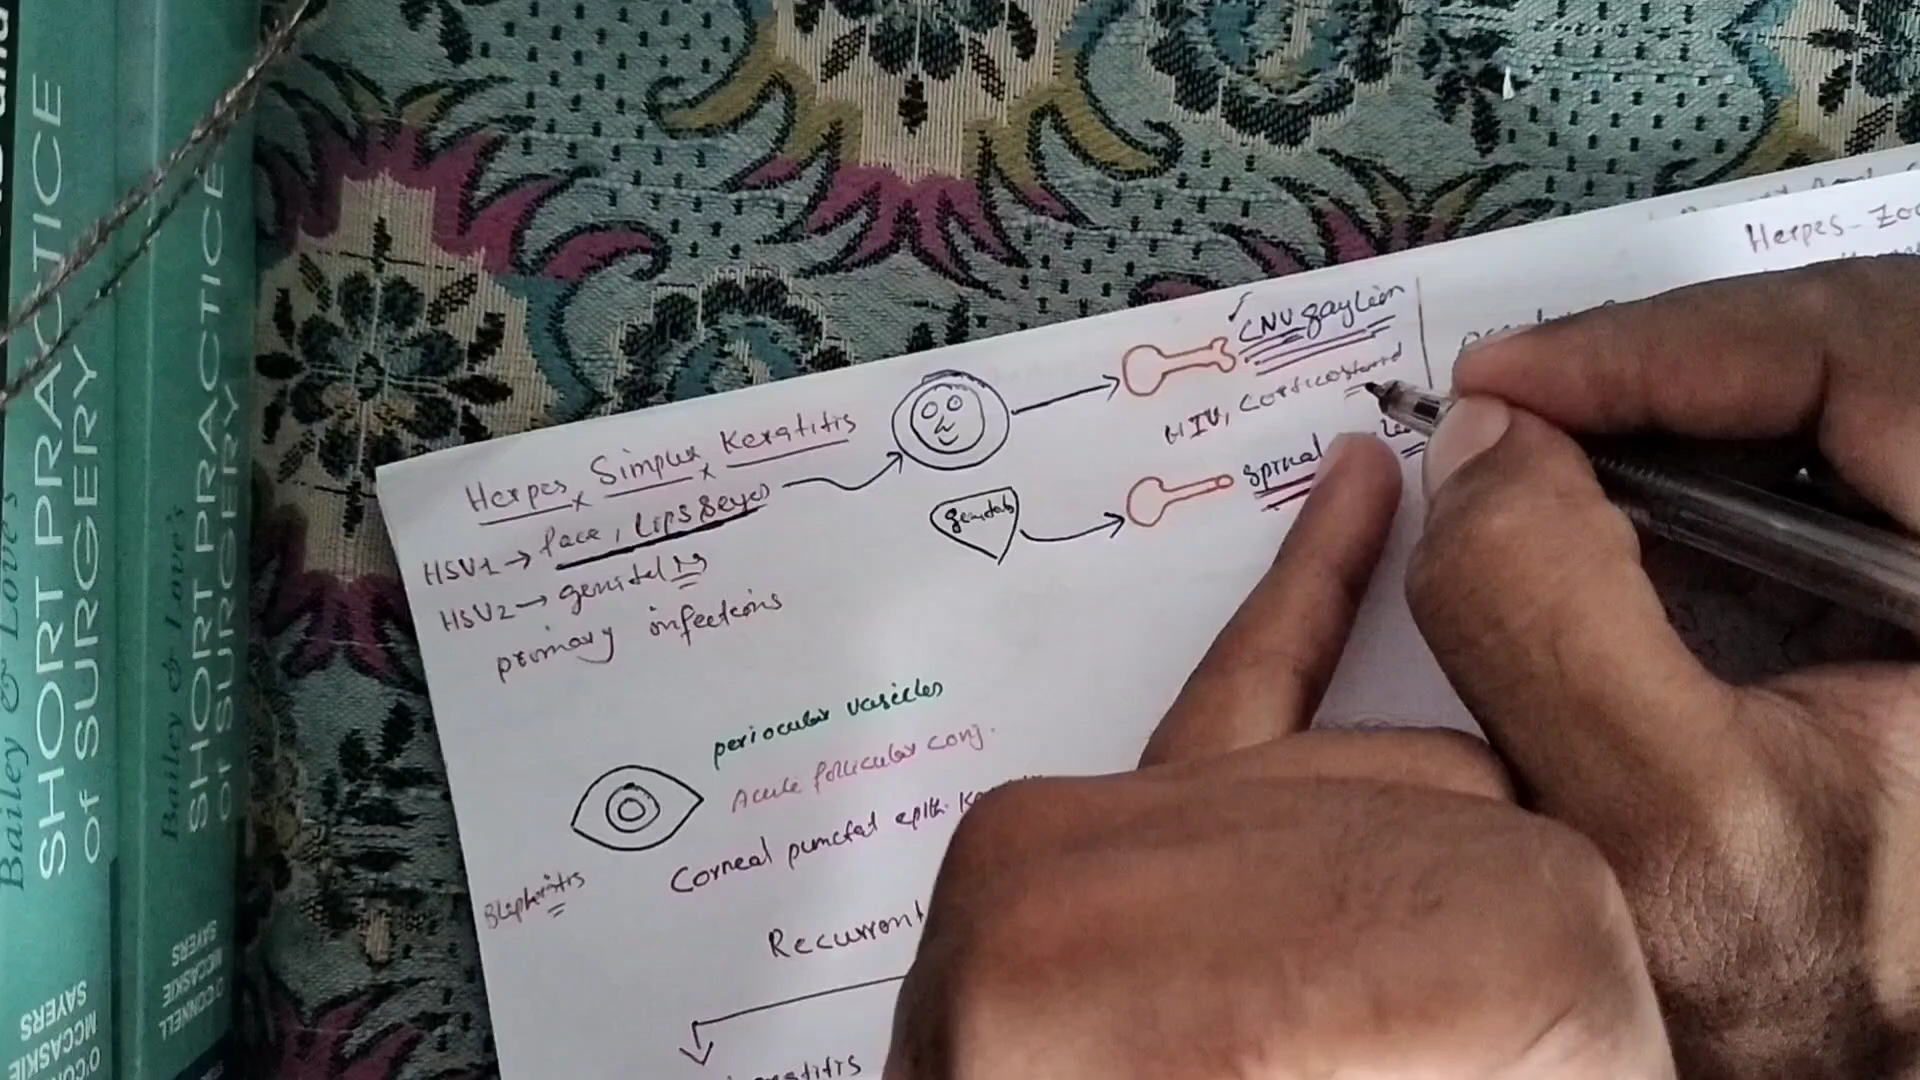 Bailey & Love's
SHORT PRACTICE
of SURGERY
O'CONNELL
MCCASKIE
SAYERS
Bailey & Love's
SHORT PRACTICE
of SURGERY
O'CONNELL
MCCASKIE
SAYERS
Herpes Simplex Keratitis
HSV1 → face, Lips & eyes
HSV2 → genital
primary infections
CNV ganglion
HIV, Corticosteroid
genitals
spinal
Herpes - Zo
periocular vesicles
Acute follicular conj.
Corneal punctat epith. Ke
Blepharitis
Recurrent